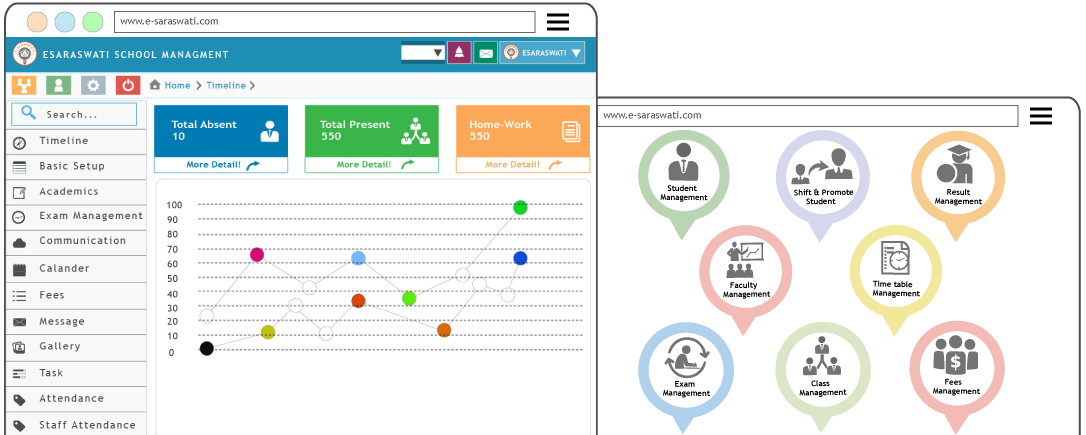 www.e-saraswati.com
ESARASWATI SCHOOL MANAGMENT
ESARASWATI
Home
Timeline
Search...
Timeline
Basic Setup
Academics
Exam Management
Communication
Calander
Fees
Message
Gallery
Task
Attendance
Staff Attendance
Total Absent
10
More Detail!
Total Present
550
More Detail!
Home-Work
550
More Detail!
100
90
80
70
60
50
40
30
20
10
0
www.e-saraswati.com
Student
Management
Shift & Promote
Student
Result
Management
Faculty
Management
Time table
Management
Exam
Management
Class
Management
$
Fees
Management